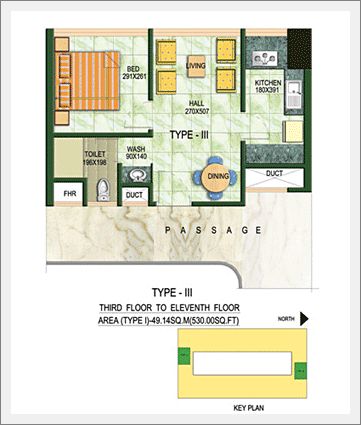 BED
291X261
LIVING
KITCHEN
180X391
HALL
270X507
TYPE - III
TOILET
196X198
WASH
90X140
DINING
DUCT
FHR
DUCT
PASSAGE
TYPE - III
THIRD FLOOR TO ELEVENTH FLOOR
AREA (TYPE I)-49.14SQ.M(530.00SQ.FT)
NORTH
KEY PLAN